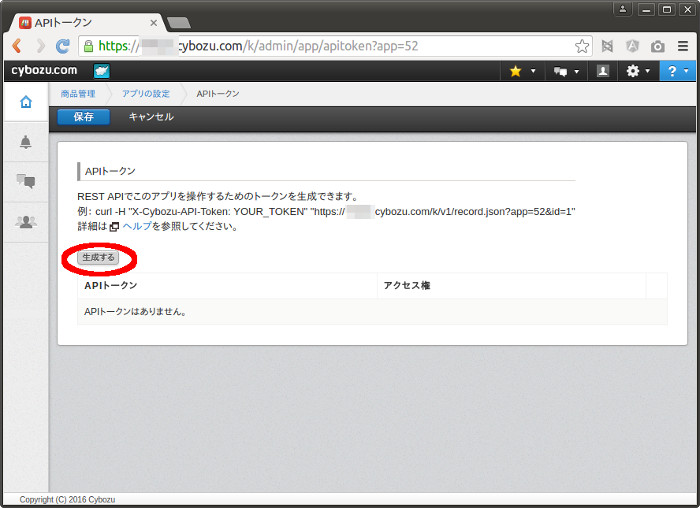 APIトークン
https:// cybozu.com/k/admin/app/apitoken?app=52
cybozu.com
商品管理 アプリの設定 APIトークン
保存 キャンセル
APIトークン
REST APIでこのアプリを操作するためのトークンを生成できます。
例: curl -H "X-Cybozu-API-Token: YOUR_TOKEN" "https:// cybozu.com/k/v1/record.json?app=52&id=1"
詳細は ヘルプを参照してください。
生成する
APIトークン アクセス権
APIトークンはありません。
Copyright (C) 2016 Cybozu